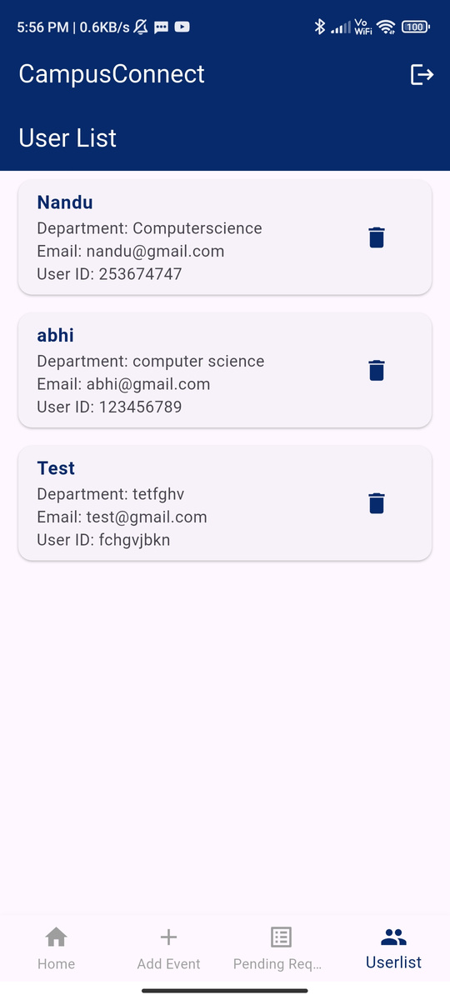 5:56 PM | 0.6KB/s Vo WiFi 100
CampusConnect
User List
Nandu
Department: Computerscience
Email: nandu@gmail.com
User ID: 253674747
abhi
Department: computer science
Email: abhi@gmail.com
User ID: 123456789
Test
Department: tetfghv
Email: test@gmail.com
User ID: fchgvjbkn
Home Add Event Pending Req... Userlist